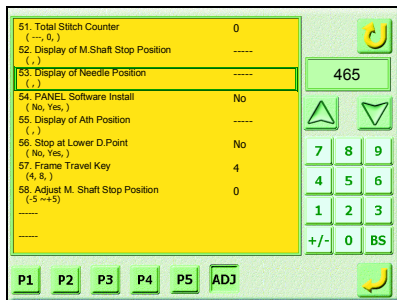 51. Total Stitch Counter 0
( ---, 0, )
52. Display of M.Shaft Stop Position -----
( , )
53. Display of Needle Position -----
( , )
54. PANEL Software Install No
( No, Yes, )
55. Display of Ath Position -----
( , )
56. Stop at Lower D.Point No
( No, Yes, )
57. Frame Travel Key 4
(4, 8, )
58. Adjust M. Shaft Stop Position 0
(-5 ~+5)
------
------
465
7 8 9
4 5 6
1 2 3
+/- 0 BS
P1 P2 P3 P4 P5 ADJ